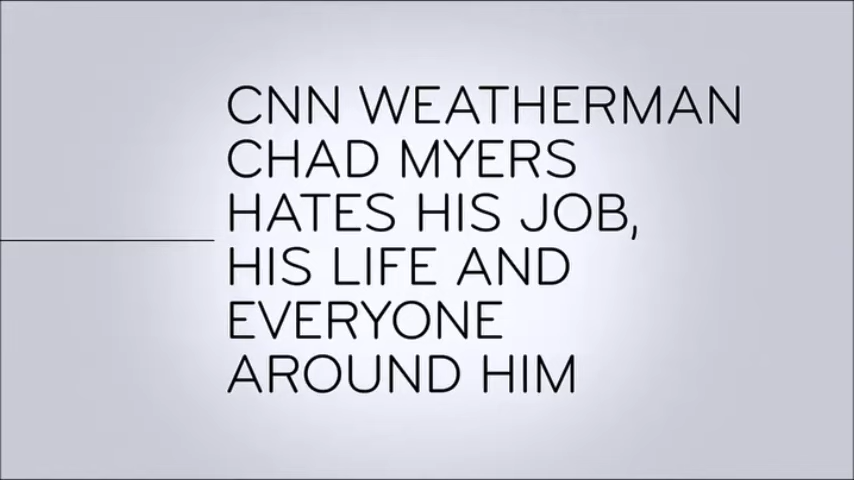 CNN WEATHERMAN
CHAD MYERS
HATES HIS JOB,
HIS LIFE AND
EVERYONE
AROUND HIM